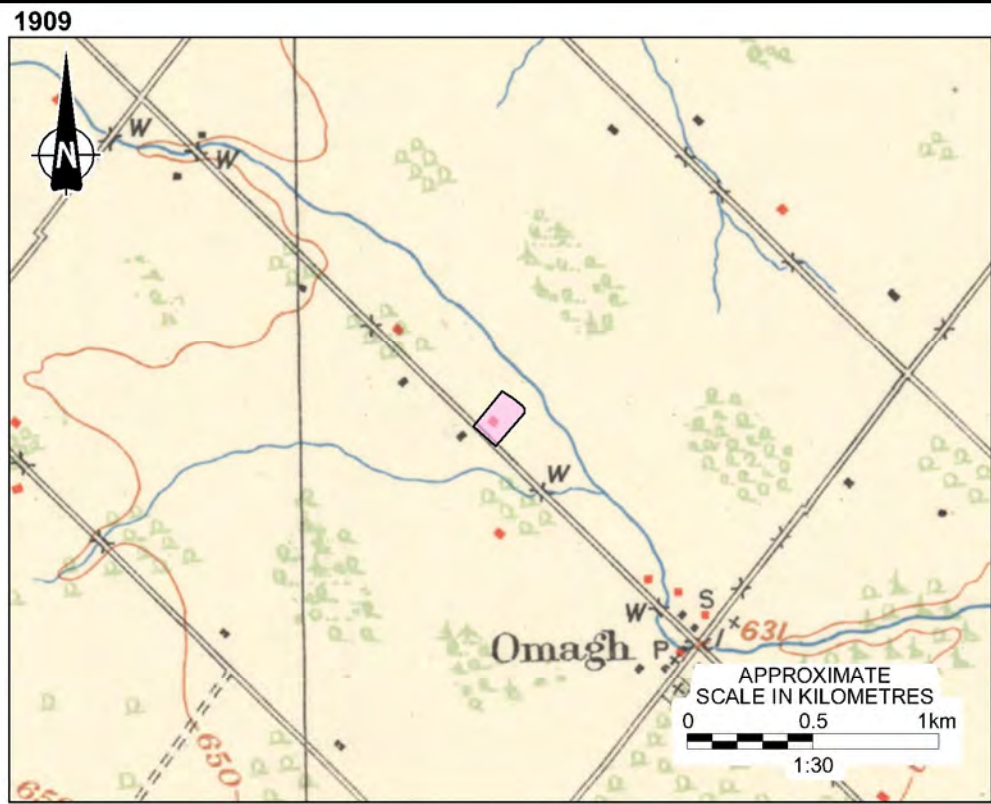 1909
N
W
W
W
W
S
I
631
Omagh
P
650
APPROXIMATE
SCALE IN KILOMETRES
0 0.5 1km
1:30